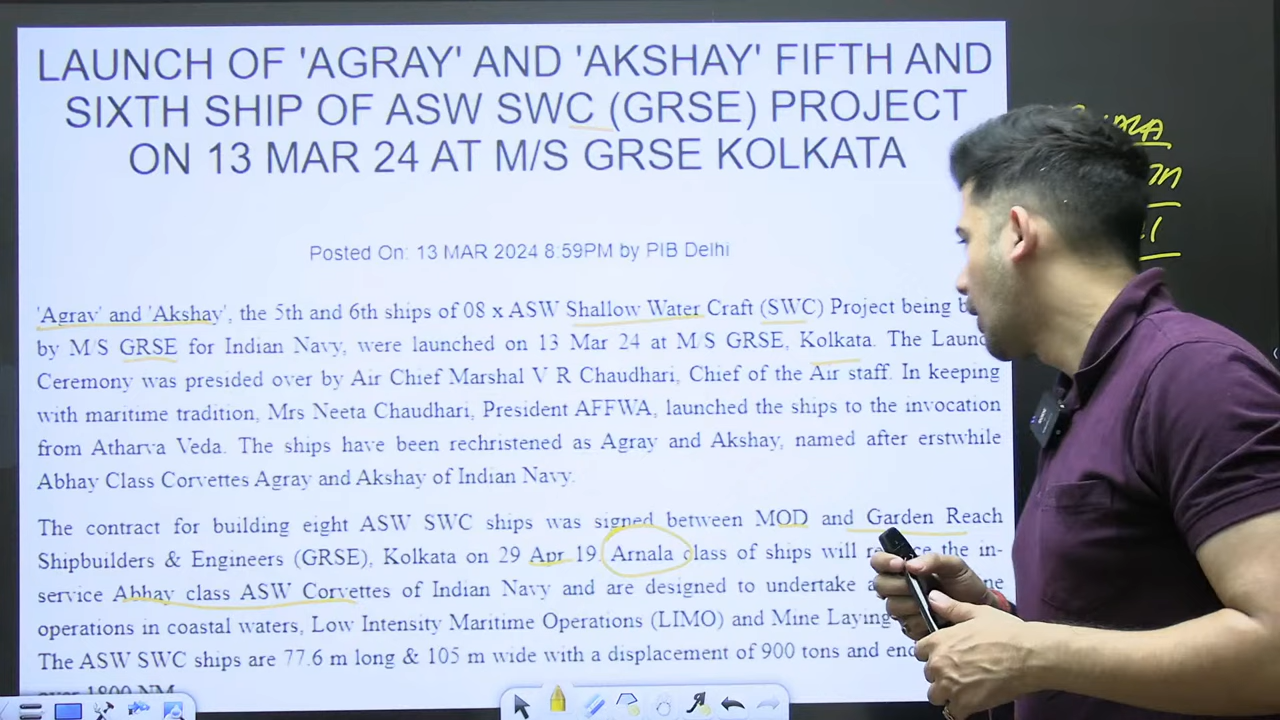 LAUNCH OF 'AGRAY' AND 'AKSHAY' FIFTH AND
SIXTH SHIP OF ASW SWC (GRSE) PROJECT
ON 13 MAR 24 AT M/S GRSE KOLKATA
Posted On: 13 MAR 2024 8:59PM by PIB Delhi
'Agray' and 'Akshay', the 5th and 6th ships of 08 x ASW Shallow Water Craft (SWC) Project being
by M/S GRSE for Indian Navy, were launched on 13 Mar 24 at M/S GRSE, Kolkata. The
Ceremony was presided over by Air Chief Marshal V R Chaudhari, Chief of the Air staff. In keeping
with maritime tradition, Mrs Neeta Chaudhari, President AFFWA, launched the ships to the invocation
from Atharva Veda. The ships have been rechristened as Agray and Akshay, named after erstwhile
Abhay Class Corvettes Agray and Akshay of Indian Navy.
The contract for building eight ASW SWC ships was signed between MOD and Garden Reach
Shipbuilders & Engineers (GRSE), Kolkata on 29 Apr 19. Arnala class of ships will the in-
service Abhay class ASW Corvettes of Indian Navy and are designed to undertake
operations in coastal waters, Low Intensity Maritime Operations (LIMO) and Mine Laying
The ASW SWC ships are 77.6 m long & 105 m wide with a displacement of 900 tons and
over 1800 NM